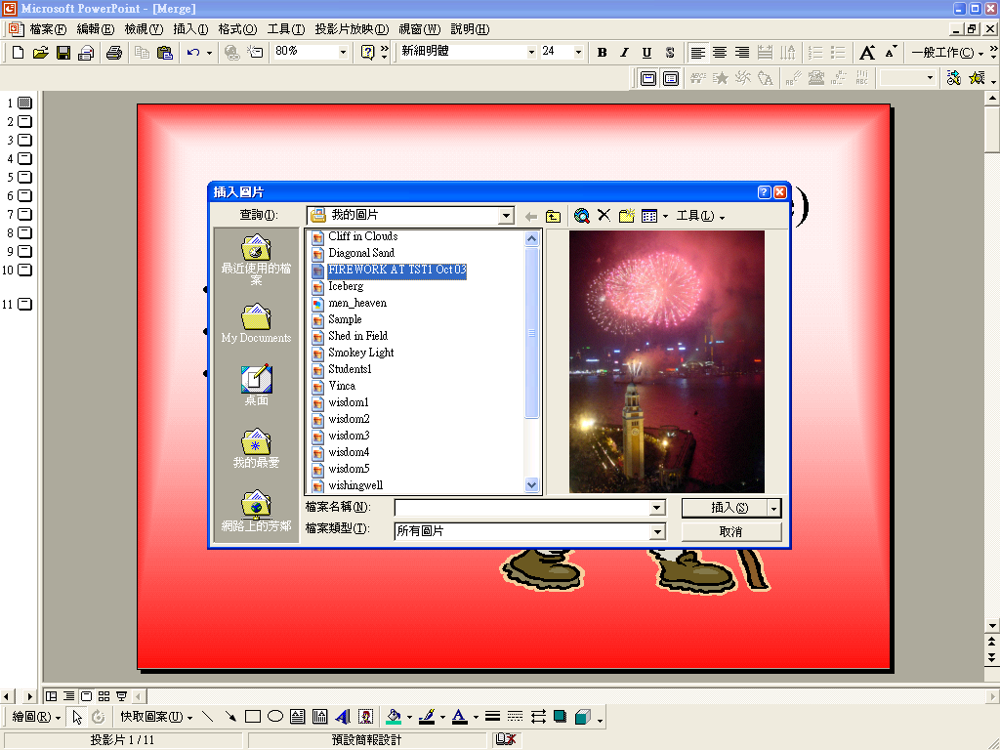 Microsoft PowerPoint - [Merge]
檔案(F) 編輯(E) 檢視(V) 插入(I) 格式(O) 工具(T) 投影片放映(D) 視窗(W) 說明(H)
80% 新細明體 24 B I U S A A 一般工作(C)
1
2
3
4
5
6
7
8
9
10
11
)
插入圖片
查詢(I): 我的圖片 工具(L)
最近使用的檔案
My Documents
桌面
我的最愛
網路上的芳鄰
Cliff in Clouds
Diagonal Sand
FIREWORK AT TST1 Oct 03
Iceberg
men_heaven
Sample
Shed in Field
Smokey Light
Students1
Vinca
wisdom1
wisdom2
wisdom3
wisdom4
wisdom5
wishingwell
檔案名稱(N): 插入(S)
檔案類型(T): 所有圖片 取消
繪圖(R) 快取圖案(U)
投影片 1 / 11 預設簡報設計